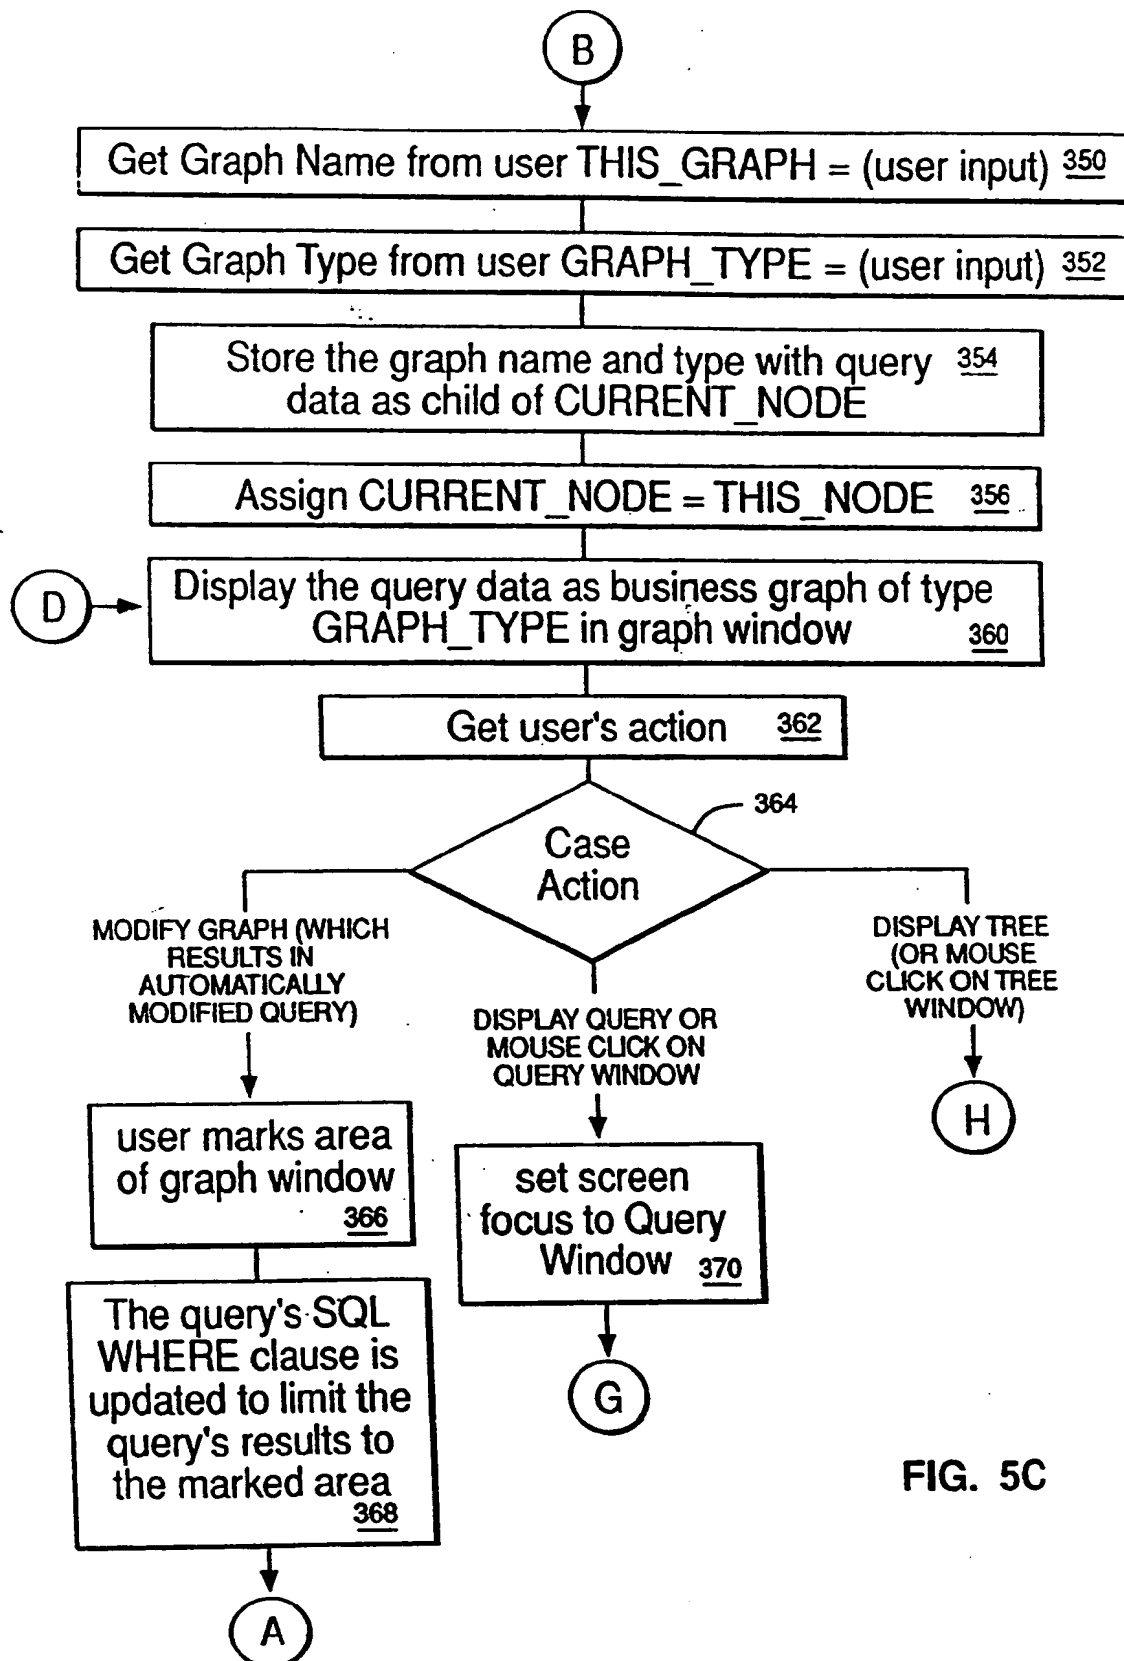 B
Get Graph Name from user THIS_GRAPH = (user input) 350
Get Graph Type from user GRAPH_TYPE = (user input) 352
Store the graph name and type with query 354
data as child of CURRENT_NODE
Assign CURRENT_NODE = THIS_NODE 356
D
Display the query data as business graph of type
GRAPH_TYPE in graph window 360
Get user's action 362
364
Case
Action
MODIFY GRAPH (WHICH
RESULTS IN
AUTOMATICALLY
MODIFIED QUERY)
DISPLAY QUERY OR
MOUSE CLICK ON
QUERY WINDOW
DISPLAY TREE
(OR MOUSE
CLICK ON TREE
WINDOW)
H
user marks area
of graph window
366
set screen
focus to Query
Window 370
G
The query's SQL
WHERE clause is
updated to limit the
query's results to
the marked area
368
A
FIG. 5C